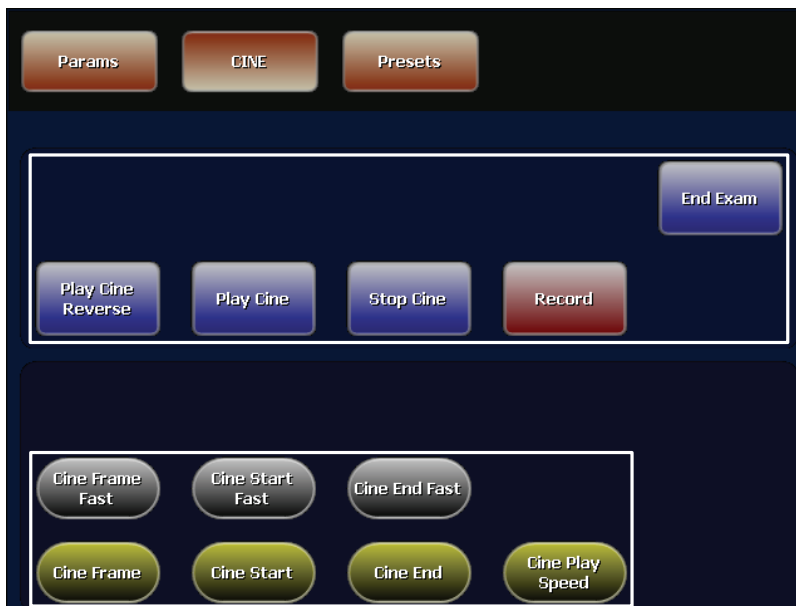 Params
CINE
Presets
End Exam
Play Cine
Reverse
Play Cine
Stop Cine
Record
Cine Frame
Fast
Cine Start
Fast
Cine End Fast
Cine Frame
Cine Start
Cine End
Cine Play
Speed